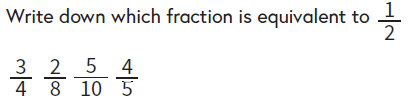 Write down which fraction is equivalent to 1/2
3/4 2/8 5/10 4/5